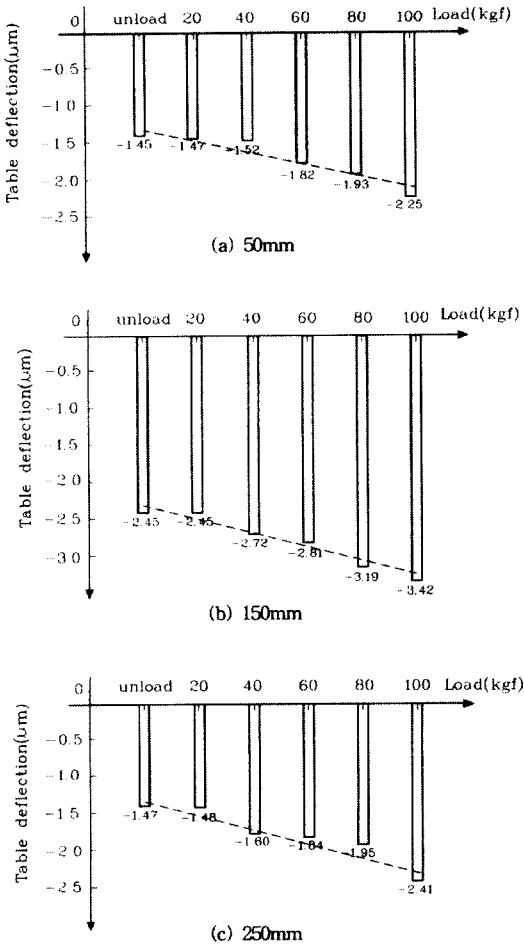 0 unload 20 40 60 80 100 Load(kgf)
Table deflection(um)
-0.5
-1.0
-1.5
-2.0
-2.5
-1.45 -1.47 -1.52 -1.82 -1.93 -2.25
(a) 50mm
0 unload 20 40 60 80 100 Load(kgf)
Table deflection(um)
-0.5
-1.0
-1.5
-2.0
-2.5
-3.0
-2.45 -2.45 -2.72 -2.81 -3.19 -3.42
(b) 150mm
0 unload 20 40 60 80 100 Load(kgf)
Table deflection(um)
-0.5
-1.0
-1.5
-2.0
-2.5
-1.47 -1.48 -1.60 -1.84 -1.95 -2.41
(c) 250mm